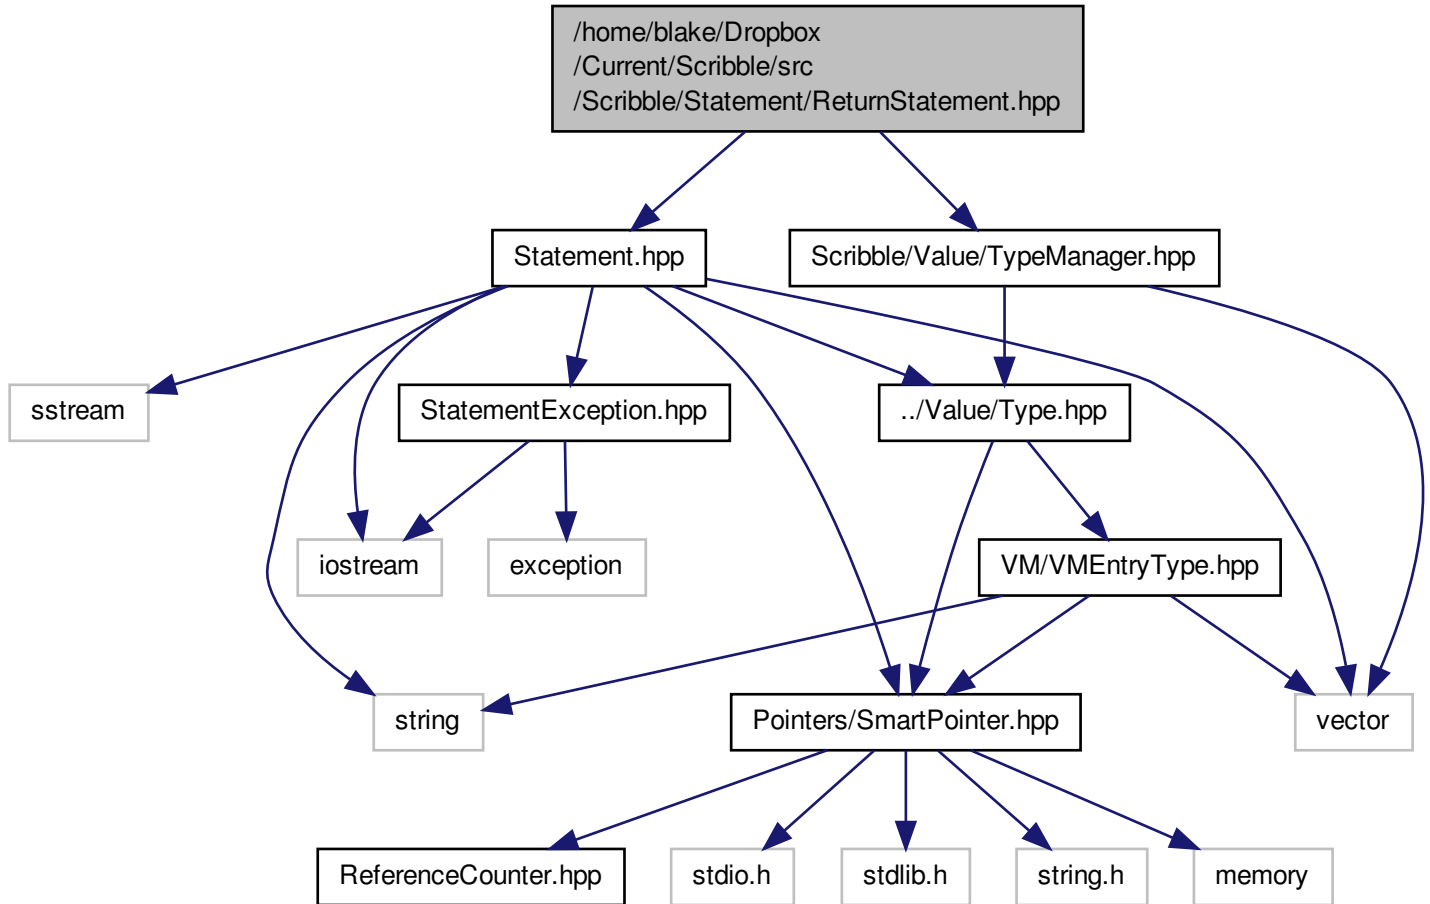 /home/blake/Dropbox
/Current/Scribble/src
/Scribble/Statement/ReturnStatement.hpp
Statement.hpp
Scribble/Value/TypeManager.hpp
sstream
StatementException.hpp
../Value/Type.hpp
iostream
exception
VM/VMEntryType.hpp
string
Pointers/SmartPointer.hpp
vector
ReferenceCounter.hpp
stdio.h
stdlib.h
string.h
memory